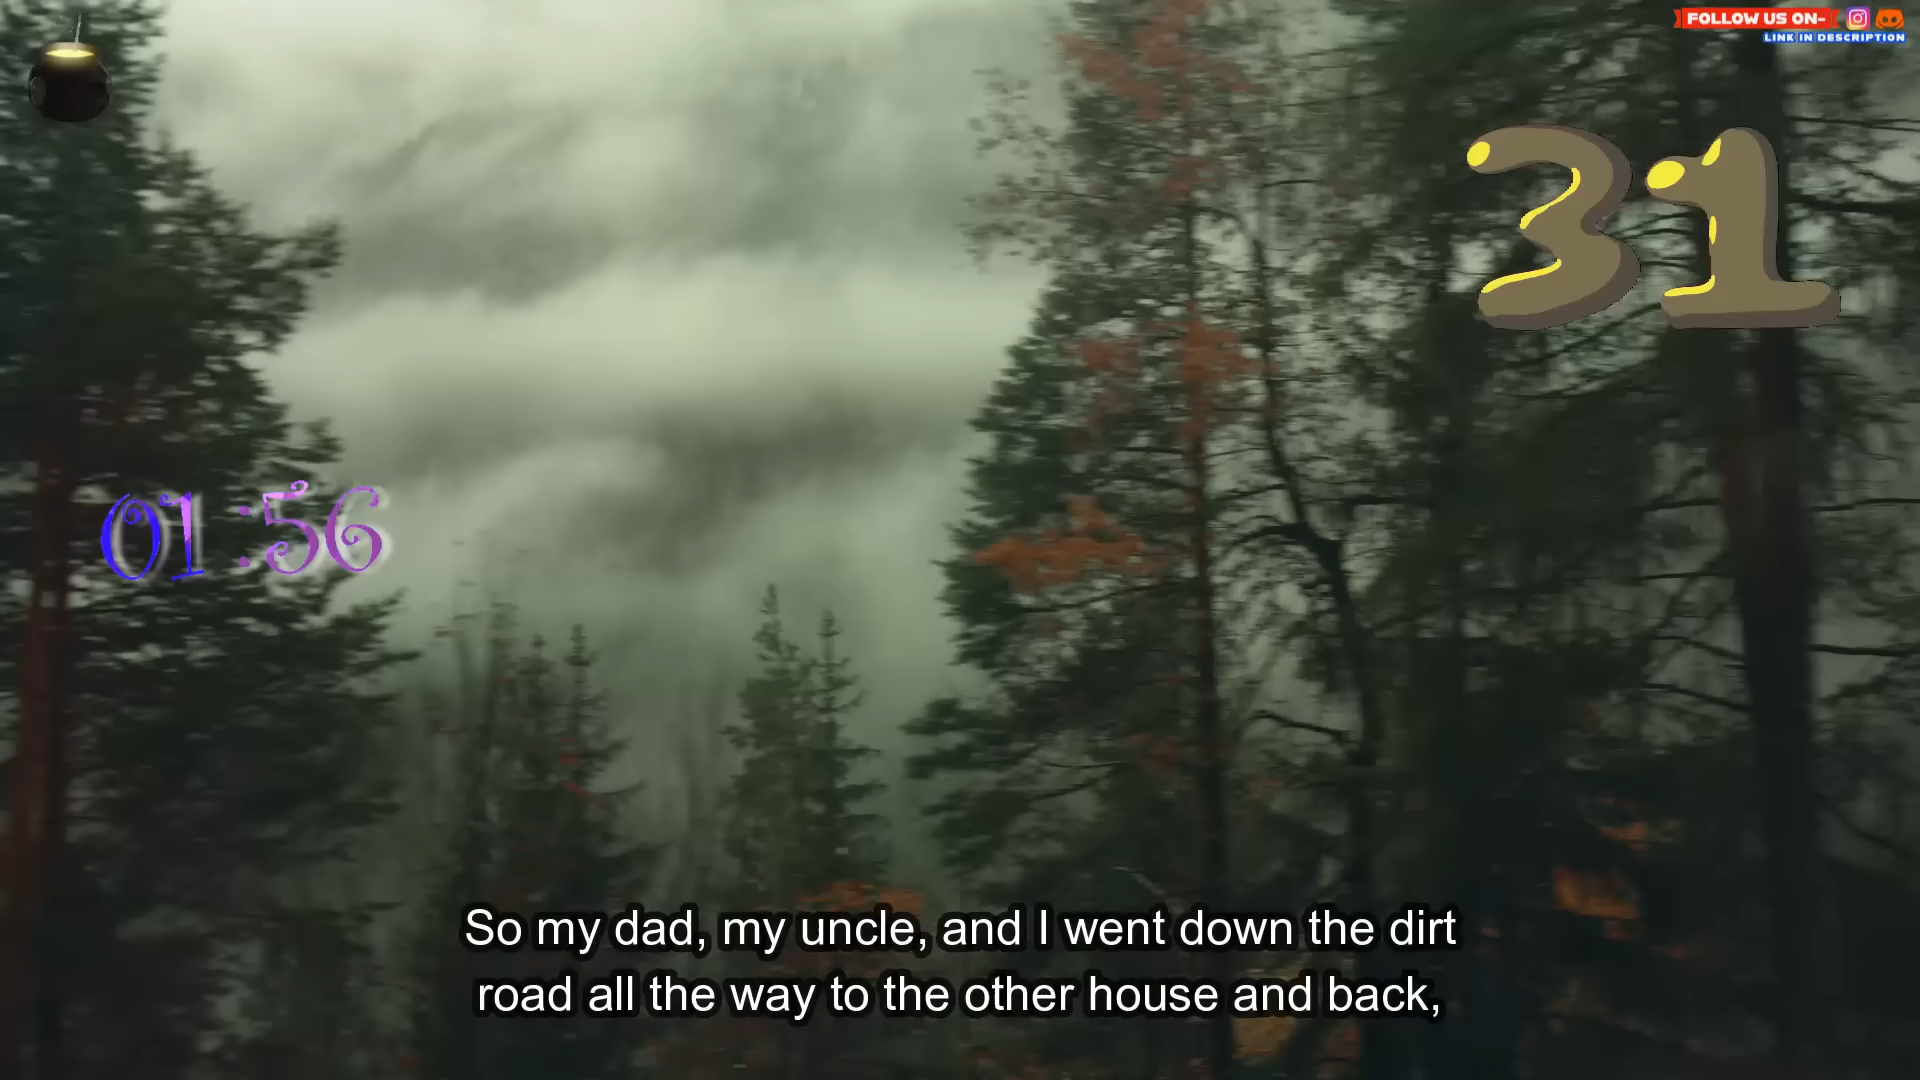 FOLLOW US ON-
LINK IN DESCRIPTION
31
01:56
So my dad, my uncle, and I went down the dirt
road all the way to the other house and back,